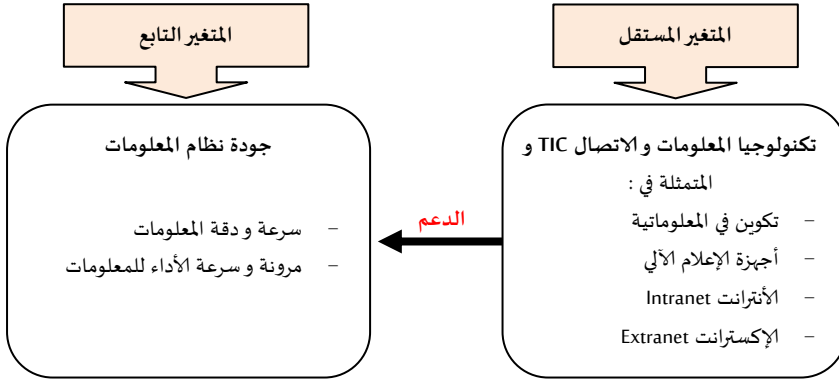 المتغير المستقل
المتغير التابع
تكنولوجيا المعلومات و الاتصال TIC و
المتمثلة في :
- تكوين في المعلوماتية
- أجهزة الإعلام الآلي
- الأنترانت Intranet
- الإكسترانت Extranet
الدعم
جودة نظام المعلومات
- سرعة و دقة المعلومات
- مرونة و سرعة الأداء للمعلومات